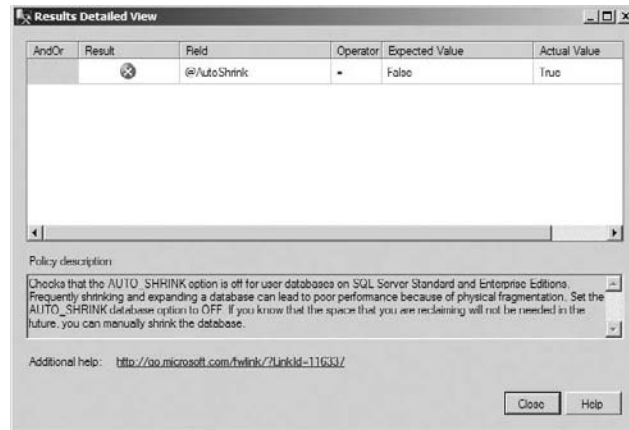 Results Detailed View
AndOr Result Field Operator Expected Value Actual Value
@AutoShrink = False True
Policy description:
Checks that the AUTO_SHRINK option is off for user databases on SQL Server Standard and Enterprise Editions.
Frequently shrinking and expanding a database can lead to poor performance because of physical fragmentation. Set the
AUTO_SHRINK database option to OFF. If you know that the space that you are reclaiming will not be needed in the
future, you can manually shrink the database.
Additional help: http://go.microsoft.com/fwlink/?LinkId=116337
Close Help